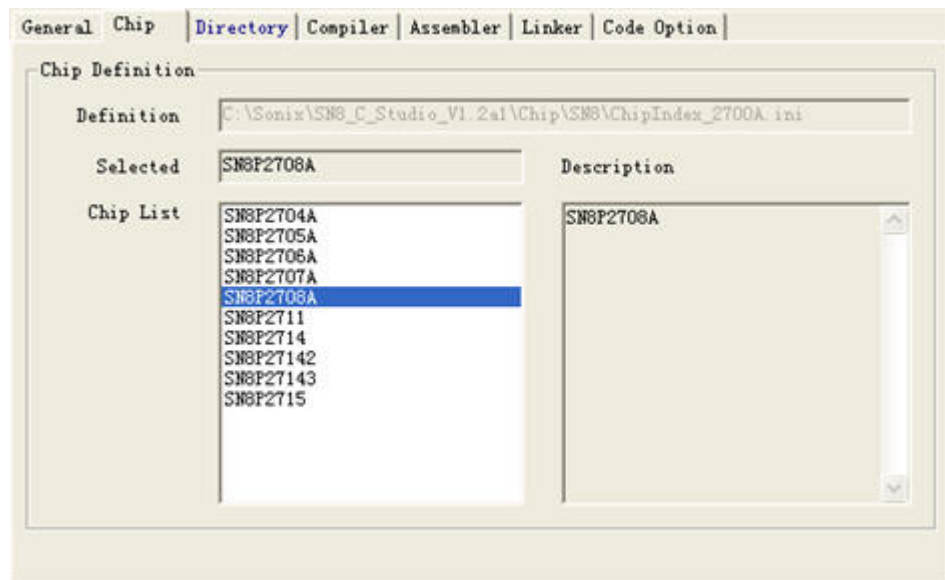 General Chip Directory Compiler Assembler Linker Code Option
Chip Definition
Definition C:\Sonix\SN8_C_Studio_V1.2a1\Chip\SN8\ChipIndex_2700A.ini
Selected SN8P2708A Description
Chip List SN8P2704A SN8P2708A
SN8P2705A
SN8P2706A
SN8P2707A
SN8P2708A
SN8P2711
SN8P2714
SN8P27142
SN8P27143
SN8P2715